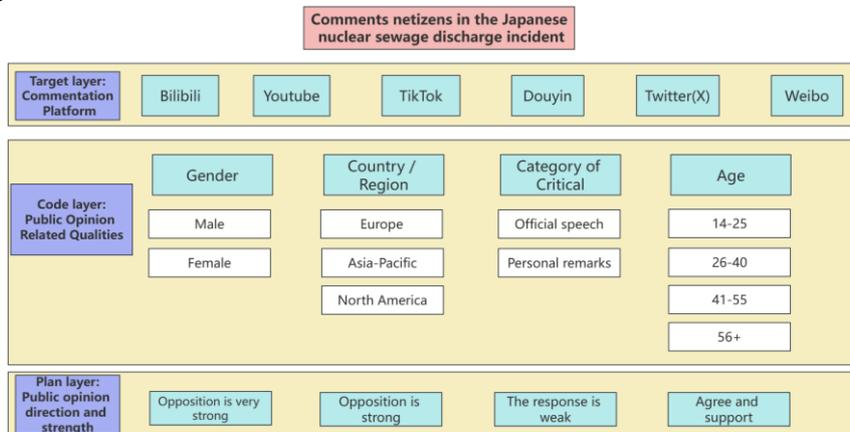 Comments netizens in the Japanese
nuclear sewage discharge incident
Target layer:
Commentation
Platform
Bilibili
Youtube
TikTok
Douyin
Twitter(X)
Weibo
Code layer:
Public Opinion
Related Qualities
Gender
Male
Female
Country /
Region
Europe
Asia-Pacific
North America
Category of
Critical
Official speech
Personal remarks
Age
14-25
26-40
41-55
56+
Plan layer:
Public opinion
direction and
strength
Opposition is very
strong
Opposition is
strong
The response is
weak
Agree and
support